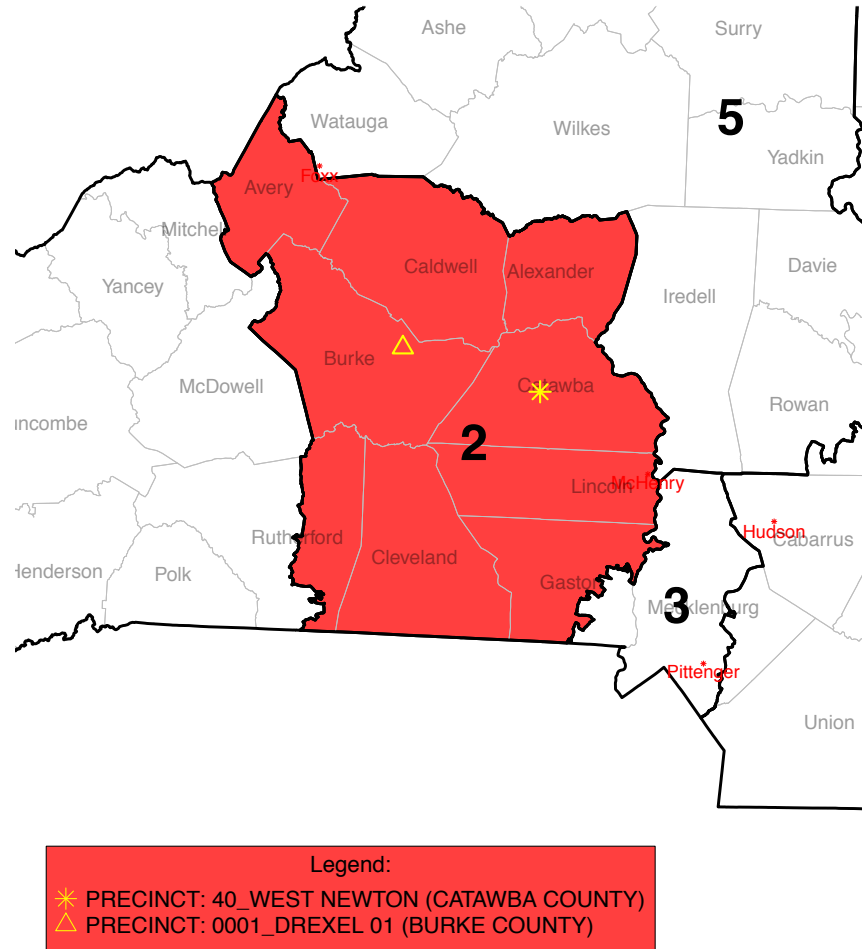 Ashe
Surry
Watauga
Wilkes
5
Yadkin
Foxx
Avery
Mitchel
Caldwell
Alexander
Davie
Yancey
Iredell
Burke
McDowell
Catawba
Rowan
ncombe
2
McHenry
Lincoln
Hudson
Rutherford
Cabarrus
Cleveland
Henderson
Polk
Gaston
3
Mecklenburg
Pittenger
Union
Legend:
PRECINCT: 40_WEST NEWTON (CATAWBA COUNTY)
PRECINCT: 0001_DREXEL 01 (BURKE COUNTY)